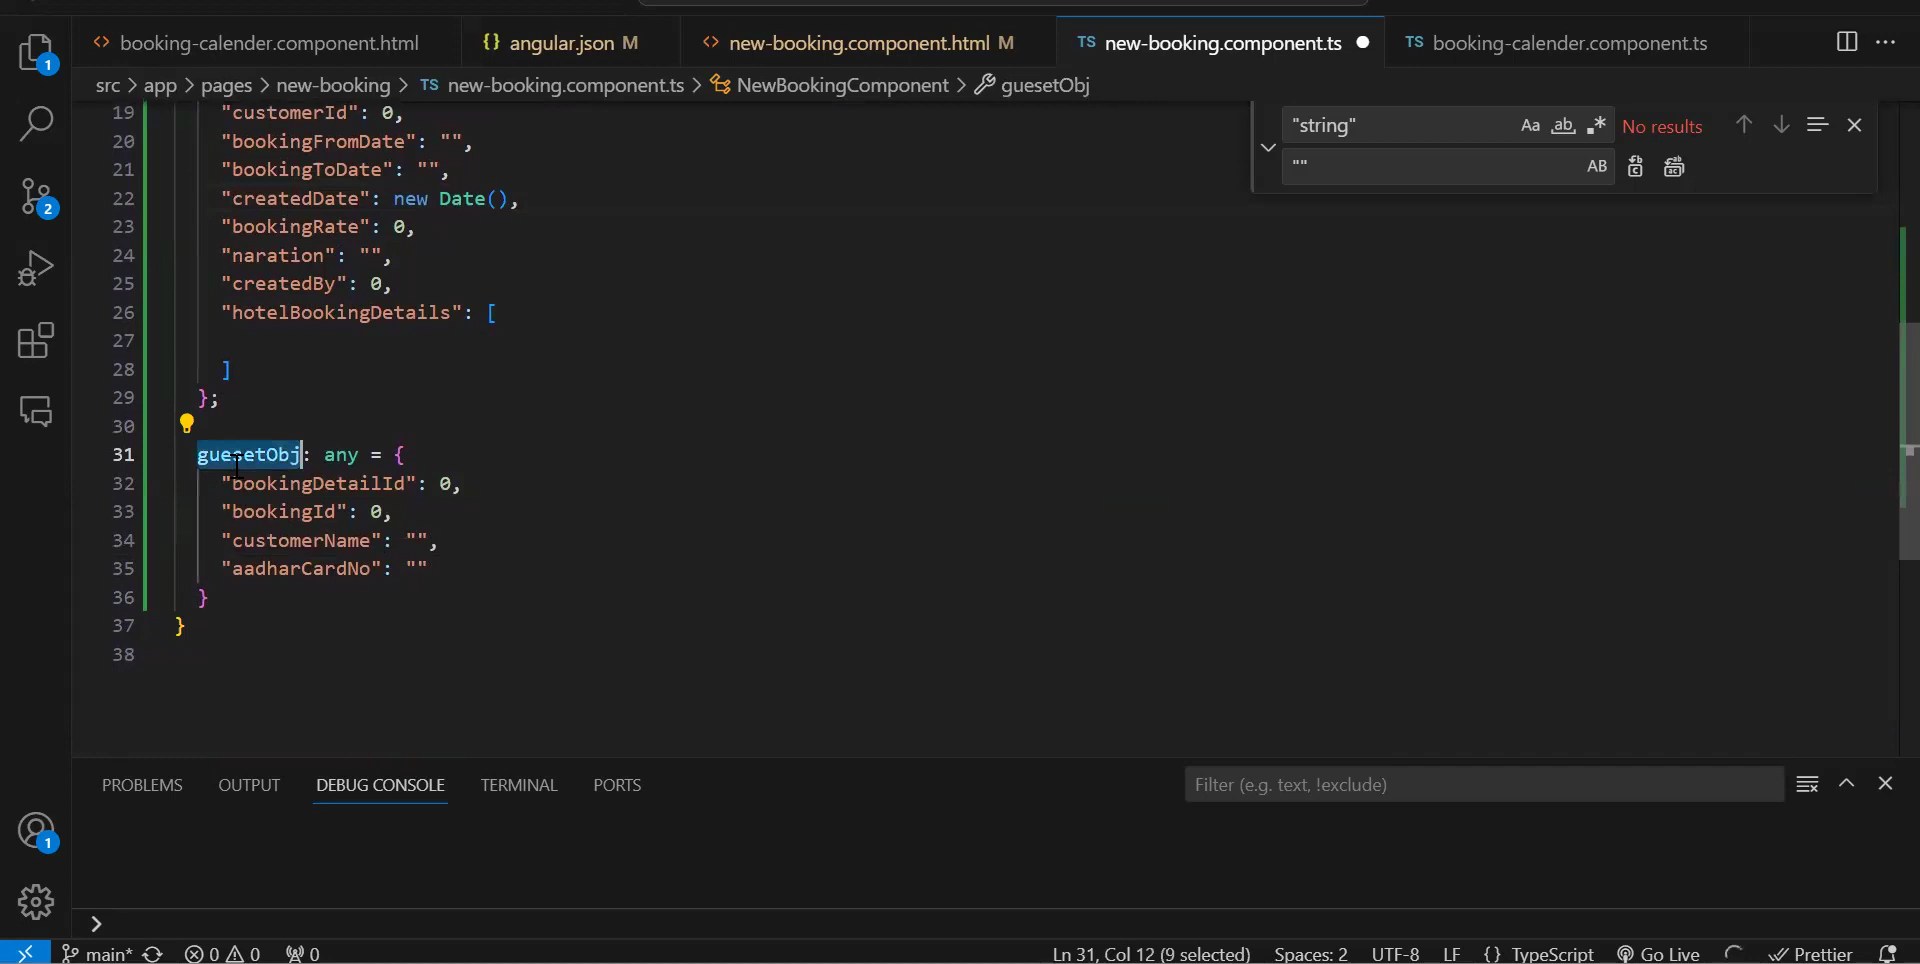 booking-calender.component.html
{} angular.json M
<> new-booking.component.html M
TS new-booking.component.ts
TS booking-calender.component.ts
src > app > pages > new-booking > TS new-booking.component.ts > NewBookingComponent > guesetObj
19 "customerId": 0,
20 "bookingFromDate": "",
21 "bookingToDate": "",
22 "createdDate": new Date(),
23 "bookingRate": 0,
24 "naration": "",
25 "createdBy": 0,
26 "hotelBookingDetails": [
27
28 ]
29 };
30
31 guesetObj: any = {
32 "bookingDetailId": 0,
33 "bookingId": 0,
34 "customerName": "",
35 "aadharCardNo": ""
36 }
37 }
38
"string" Aa ab .* No results
"" AB
1
2
1
PROBLEMS OUTPUT DEBUG CONSOLE TERMINAL PORTS
Filter (e.g. text, !exclude)
>
main* 0 0 0 Ln 31, Col 12 (9 selected) Spaces: 2 UTF-8 LF {} TypeScript Go Live Prettier